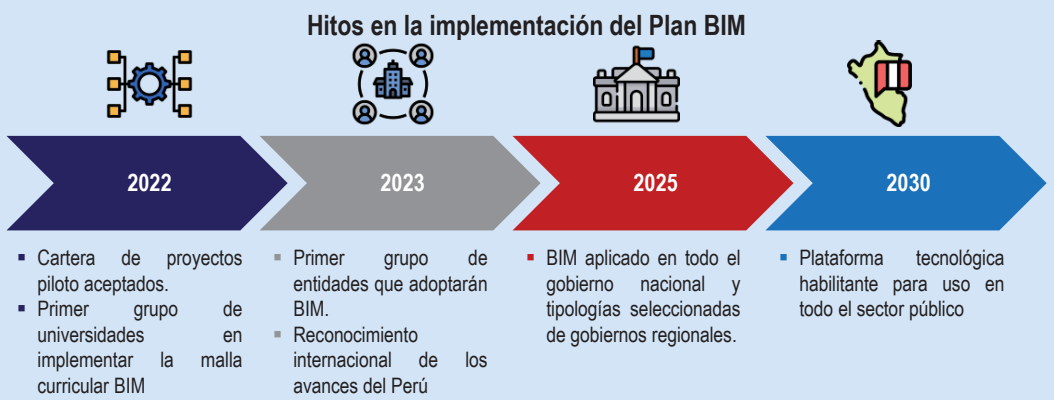 Hitos en la implementación del Plan BIM
2022
2023
2025
2030
▪ Cartera de proyectos
piloto aceptados.
▪ Primer grupo de
universidades en
implementar la malla
curricular BIM
▪ Primer grupo de
entidades que adoptarán
BIM.
▪ Reconocimiento
internacional de los
avances del Perú
▪ BIM aplicado en todo el
gobierno nacional y
tipologías seleccionadas
de gobiernos regionales.
▪ Plataforma tecnológica
habilitante para uso en
todo el sector público